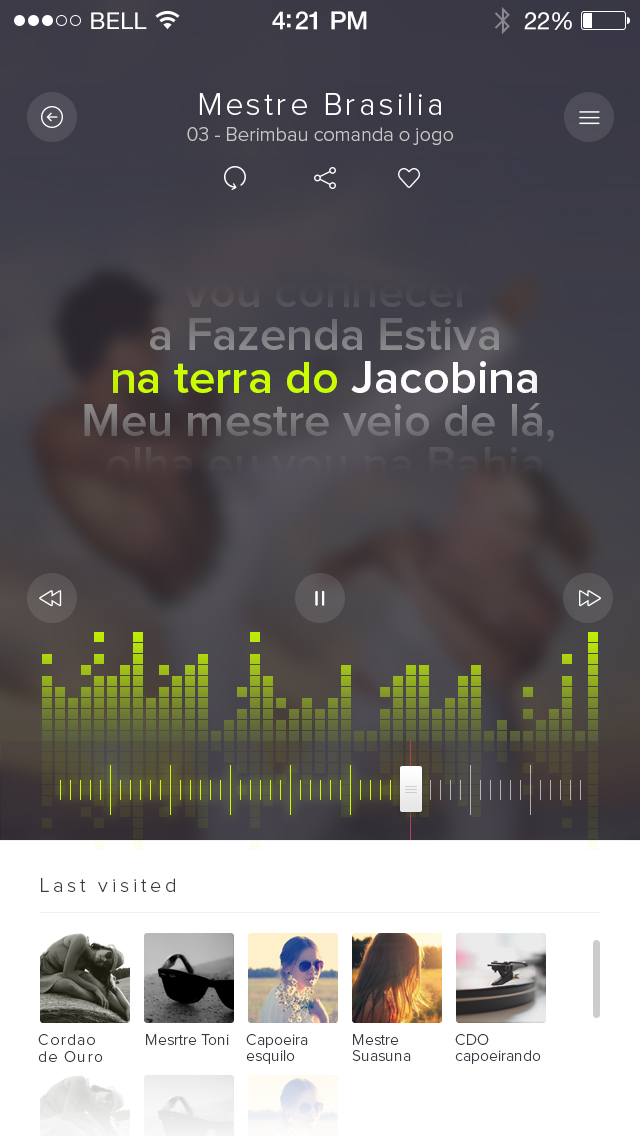 BELL
4:21 PM
22%
Mestre Brasilia
03 - Berimbau comanda o jogo
Vou conhecer
a Fazenda Estiva
na terra do Jacobina
Meu mestre veio de lá,
olha eu vou na Bahia
Last visited
Cordao
de Ouro
Mesrtre Toni
Capoeira
esquilo
Mestre
Suasuna
CDO
capoeirando